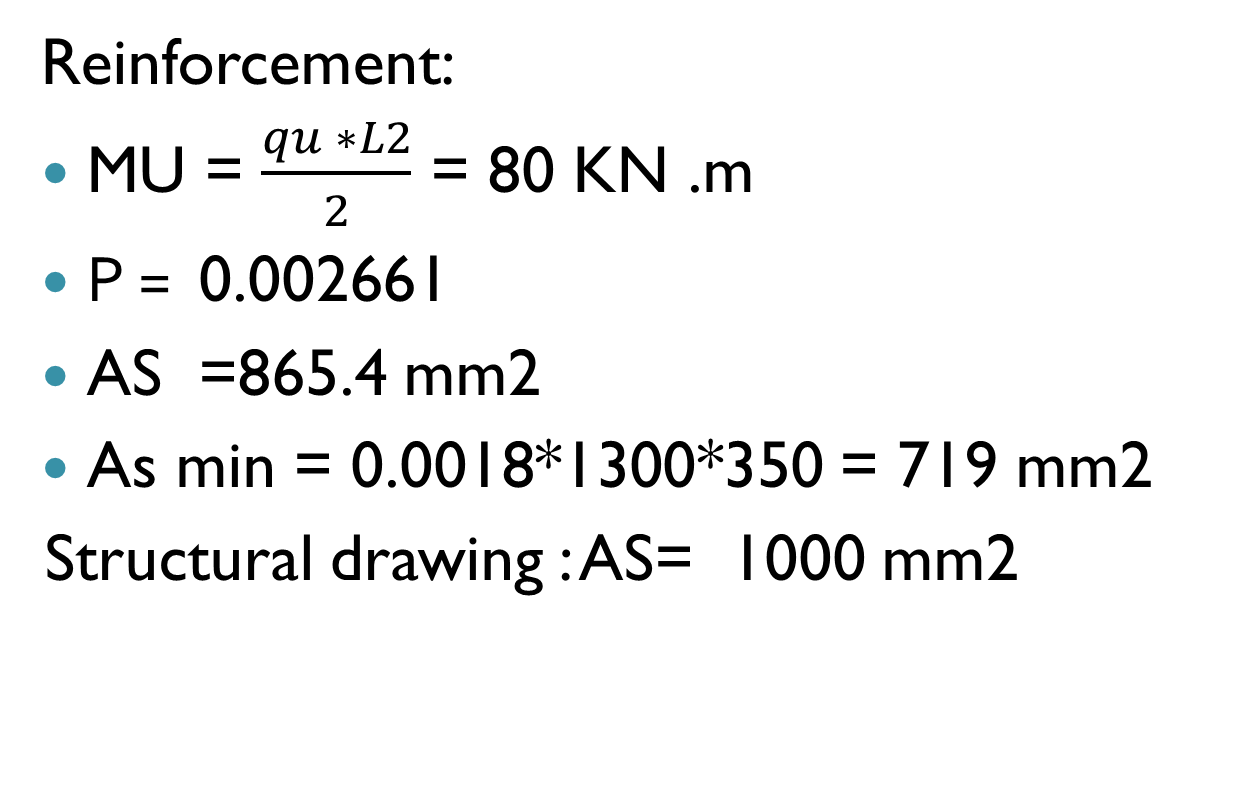 Reinforcement:
• MU = qu *L2 / 2 = 80 KN .m
• P = 0.002661
• AS =865.4 mm2
• As min = 0.0018*1300*350 = 719 mm2
Structural drawing : AS= 1000 mm2